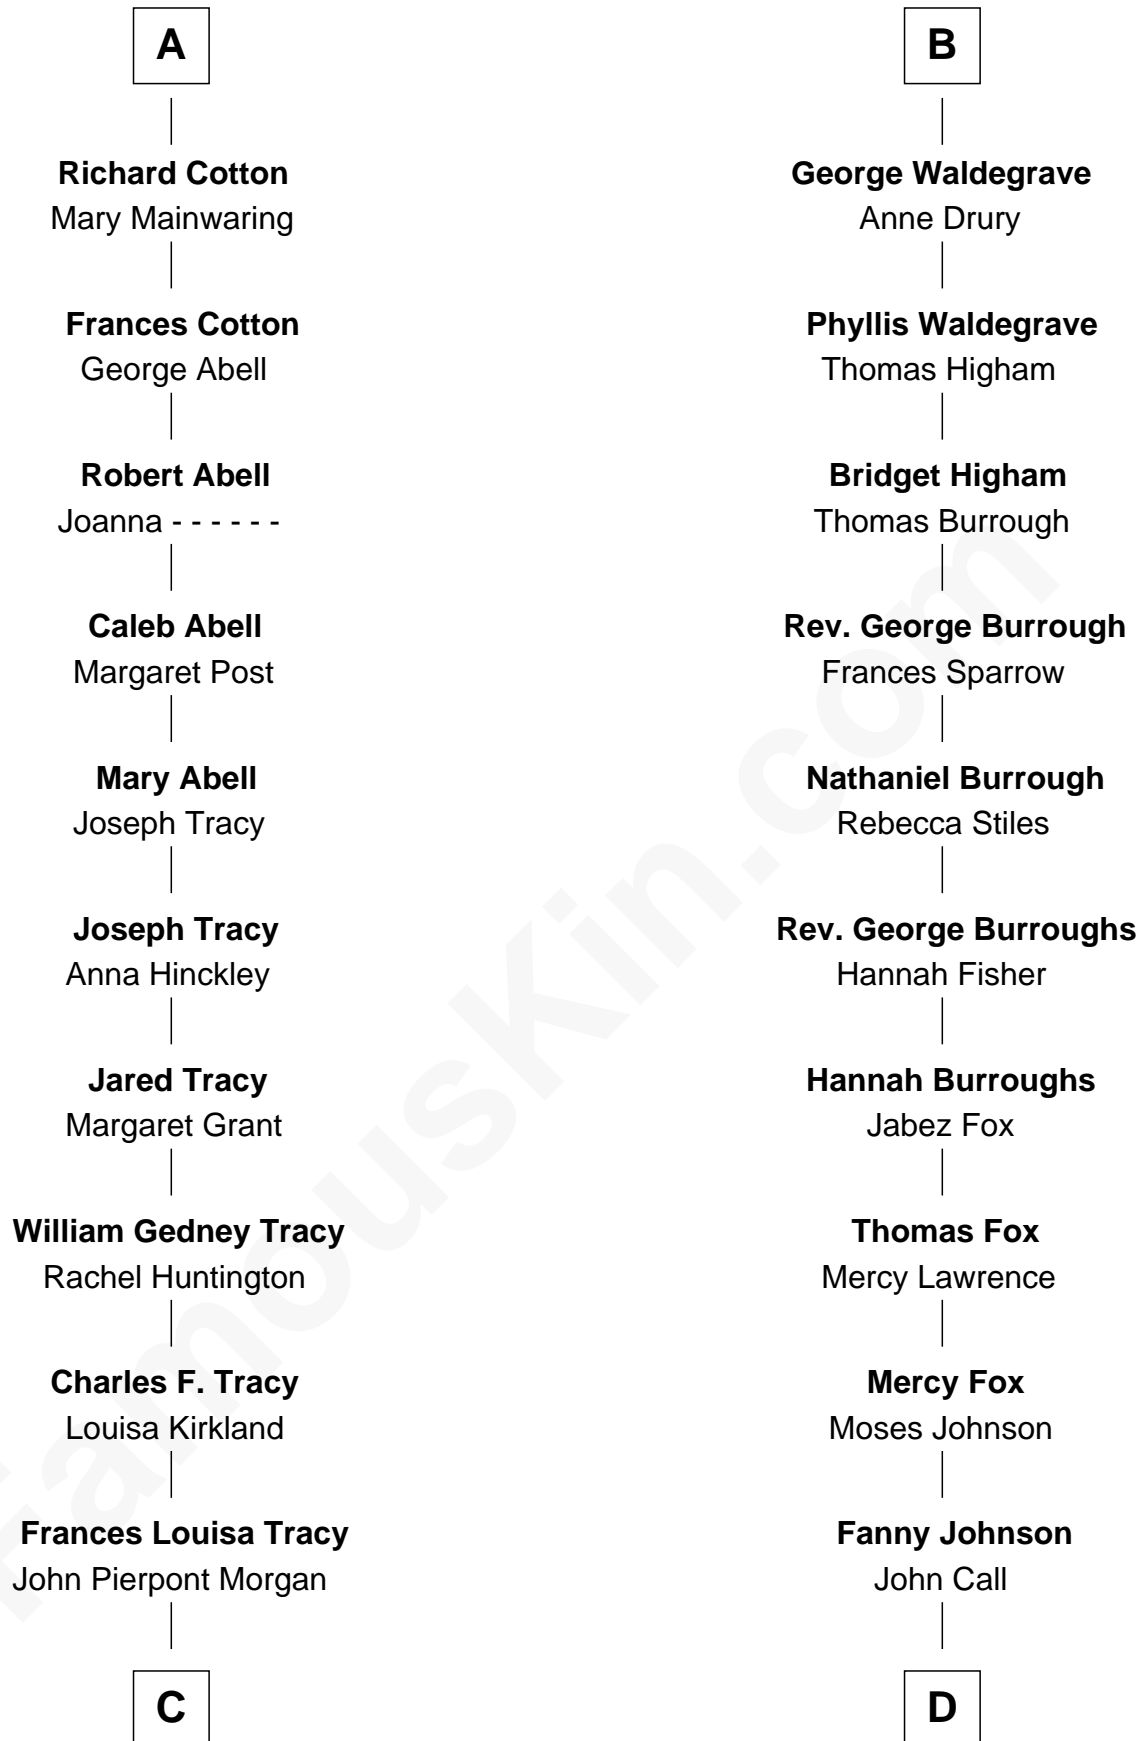 A
Richard Cotton
Mary Mainwaring
Frances Cotton
George Abell
Robert Abell
Joanna - - - - - -
Caleb Abell
Margaret Post
Mary Abell
Joseph Tracy
Joseph Tracy
Anna Hinckley
Jared Tracy
Margaret Grant
William Gedney Tracy
Rachel Huntington
Charles F. Tracy
Louisa Kirkland
Frances Louisa Tracy
John Pierpont Morgan
C
B
George Waldegrave
Anne Drury
Phyllis Waldegrave
Thomas Higham
Bridget Higham
Thomas Burrough
Rev. George Burrough
Frances Sparrow
Nathaniel Burrough
Rebecca Stiles
Rev. George Burroughs
Hannah Fisher
Hannah Burroughs
Jabez Fox
Thomas Fox
Mercy Lawrence
Mercy Fox
Moses Johnson
Fanny Johnson
John Call
D
FamousKin.com